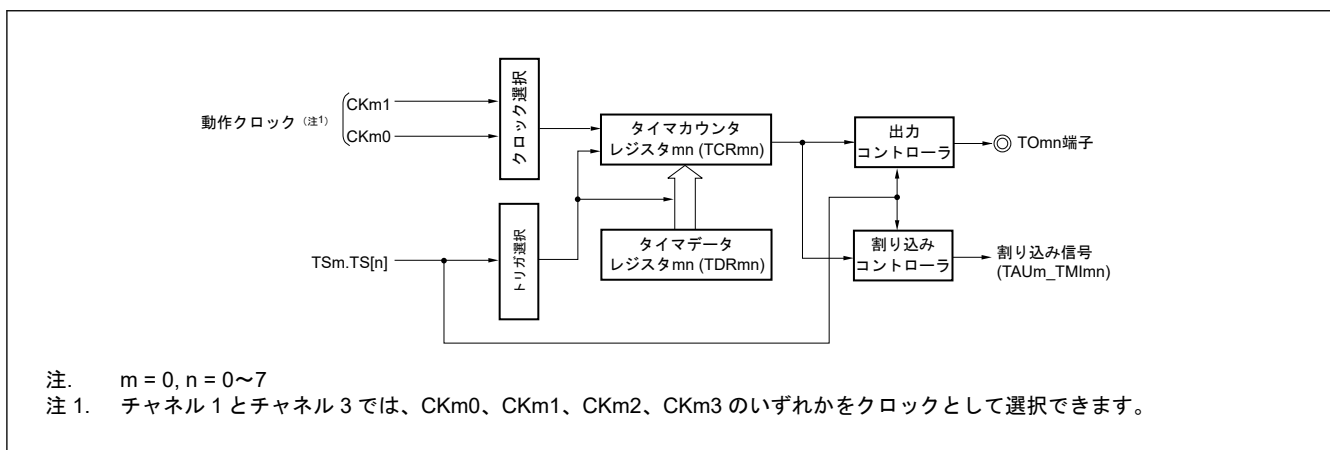 動作クロック (注1)
CKm1
CKm0
クロック選択
タイマカウンタ
レジスタmn (TCRmn)
出力
コントローラ
TOmn端子
TSm.TS[n]
トリガ選択
タイマデータ
レジスタmn (TDRmn)
割り込み
コントローラ
割り込み信号
(TAUm_TMImn)
注. m = 0, n = 0～7
注 1. チャネル 1 とチャネル 3 では、CKm0、CKm1、CKm2、CKm3 のいずれかをクロックとして選択できます。